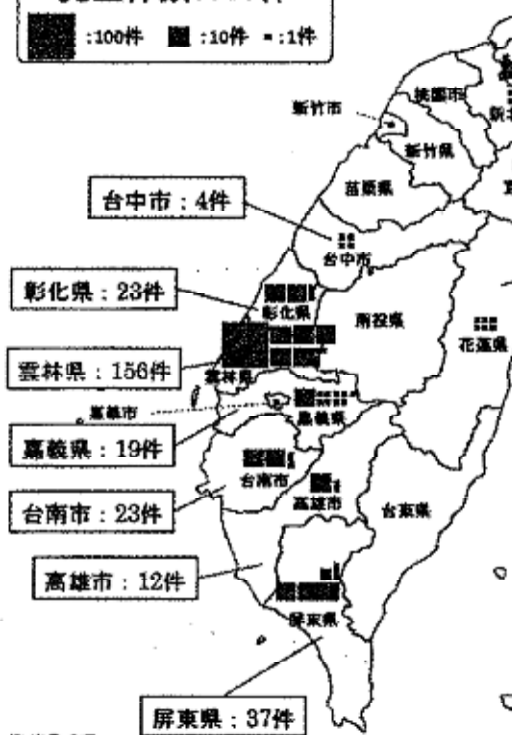 :100件 :10件 :1件
桃園市
新竹市
新竹県
苗栗県
台中市：4件
台中市
彰化県：23件
彰化県
南投県
花蓮県
雲林県：156件
雲林県
嘉義市
嘉義県
嘉義県：19件
台南市
台南市：23件
高雄市
台東県
高雄市：12件
屏東県
屏東県：37件